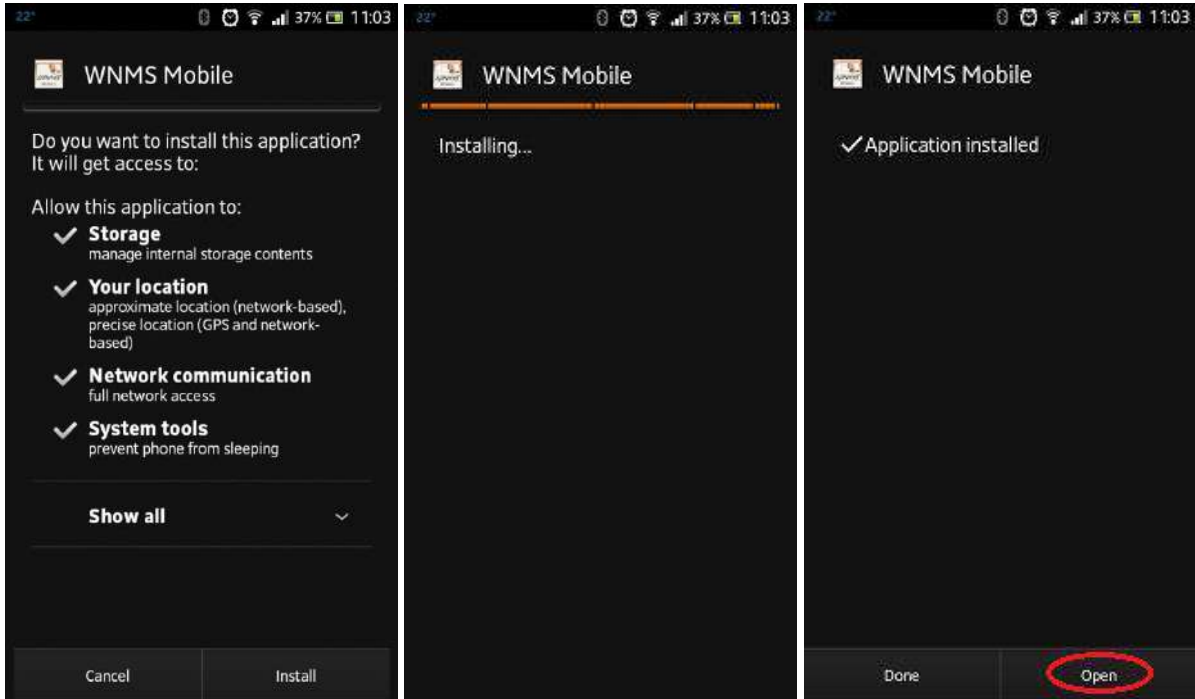 22°
37% 11:03
WNMS Mobile
Do you want to install this application?
It will get access to:
Allow this application to:
Storage
manage internal storage contents
Your location
approximate location (network-based),
precise location (GPS and network-
based)
Network communication
full network access
System tools
prevent phone from sleeping
Show all
Cancel
Install
22°
37% 11:03
WNMS Mobile
Installing...
22°
37% 11:03
WNMS Mobile
Application installed
Done
Open